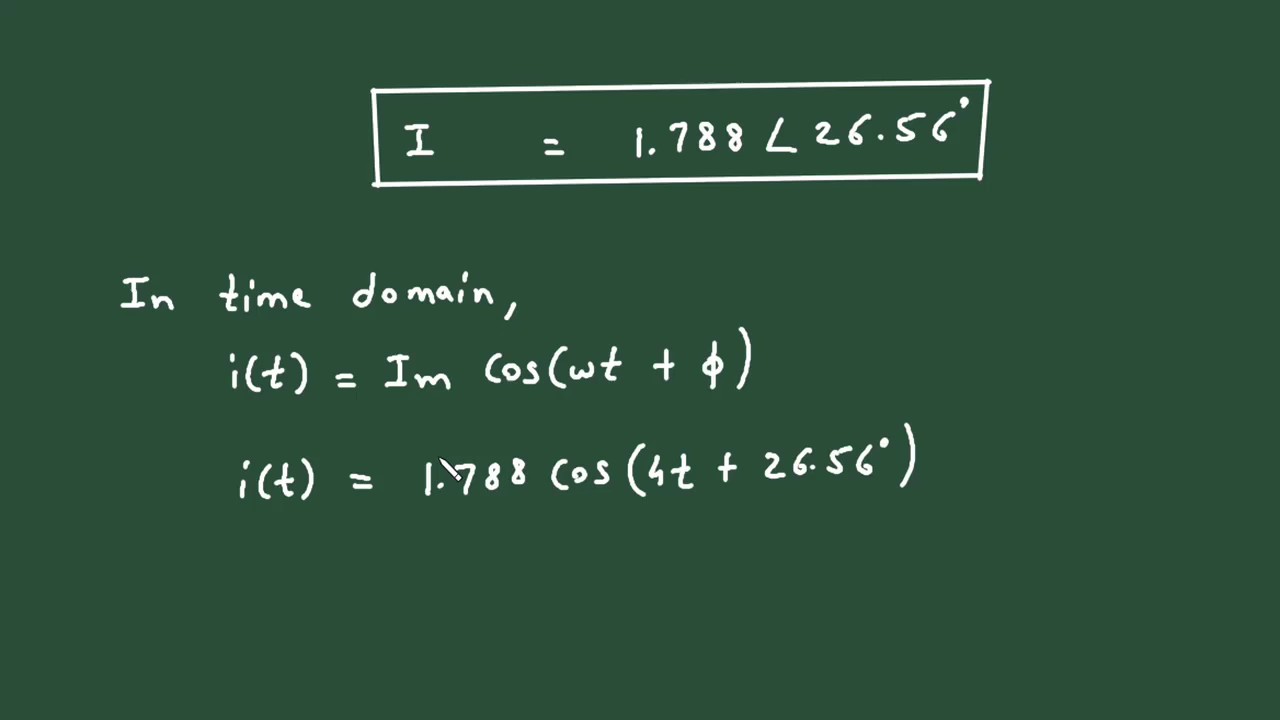 I = 1.788 ∠ 26.56°
In time domain,
i(t) = Im cos(ωt + ϕ)
i(t) = 1.788 cos(4t + 26.56°)